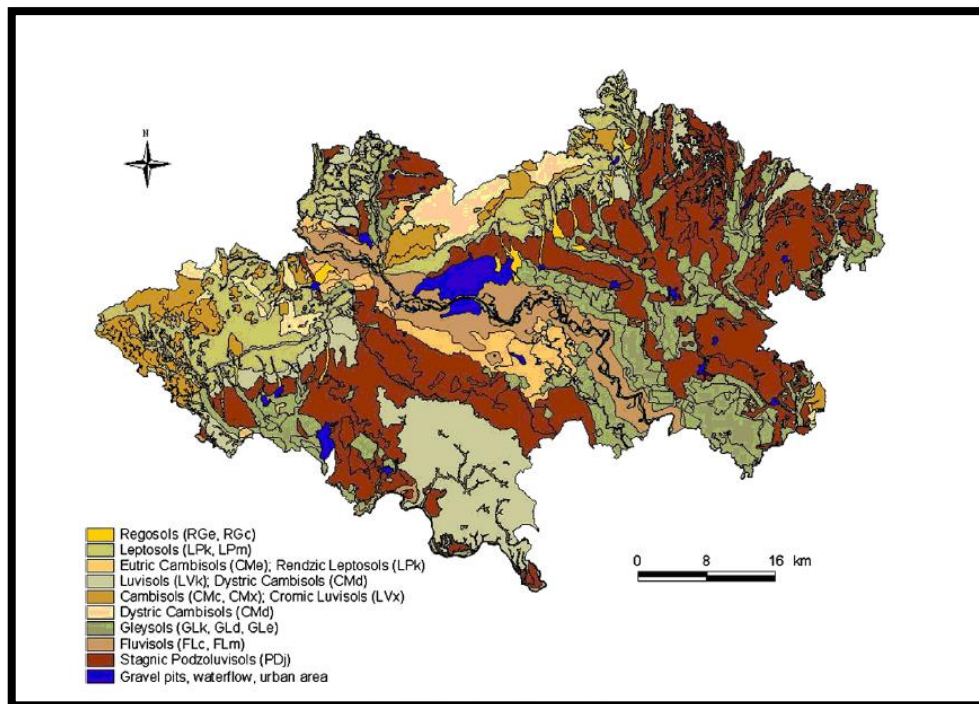 N
Regosols (RGe, RGc)
Leptosols (LPk, LPm)
Eutric Cambisols (CMe); Rendzic Leptosols (LPk)
Luvisols (LVk); Dystric Cambisols (CMd)
Cambisols (CMc, CMx); Cromic Luvisols (LVx)
Dystric Cambisols (CMd)
Gleysols (GLk, GLd, GLe)
Fluvisols (FLc, FLm)
Stagnic Podzoluvisols (PDj)
Gravel pits, waterflow, urban area
0 8 16 km